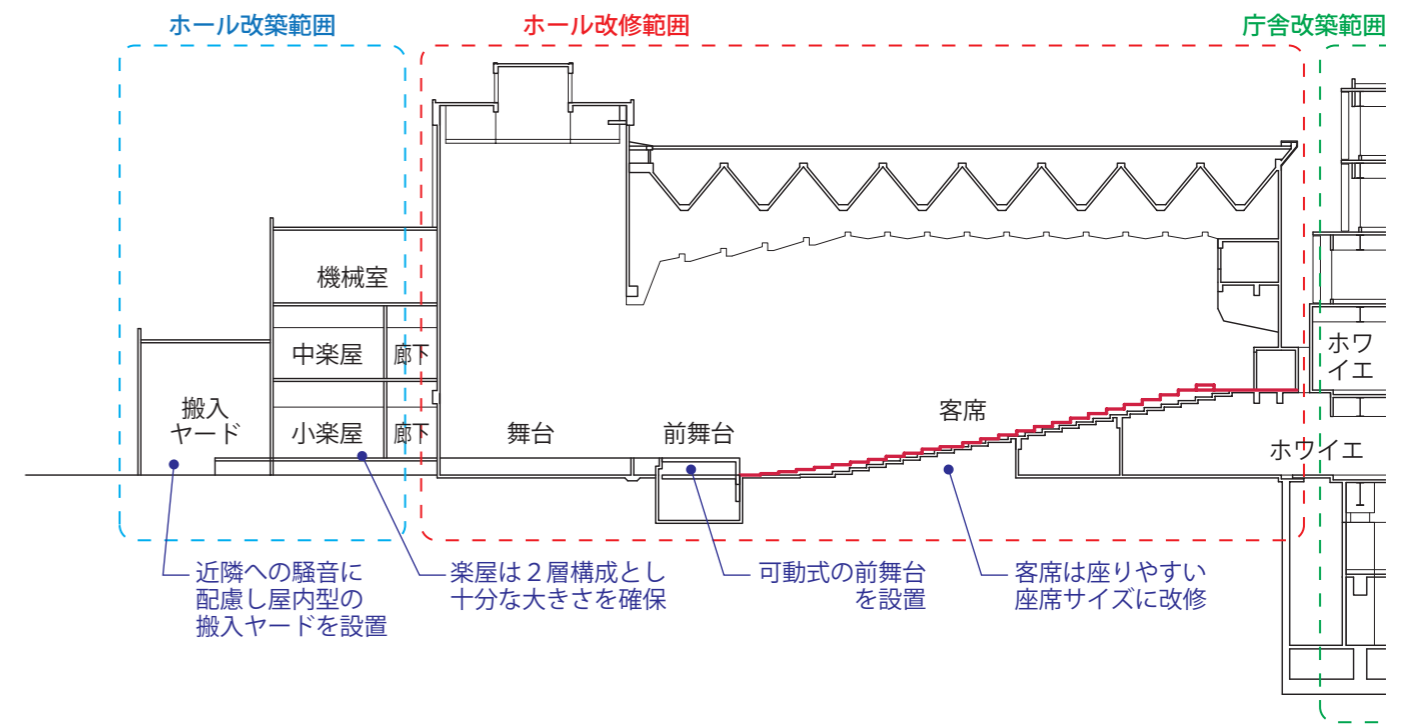 ホール改築範囲
ホール改修範囲
庁舎改築範囲
機械室
中楽屋
廊下
搬入
ヤード
小楽屋
廊下
舞台
前舞台
客席
ホワ
イエ
ホワイエ
近隣への騒音に
配慮し屋内型の
搬入ヤードを設置
楽屋は２層構成とし
十分な大きさを確保
可動式の前舞台
を設置
客席は座りやすい
座席サイズに改修